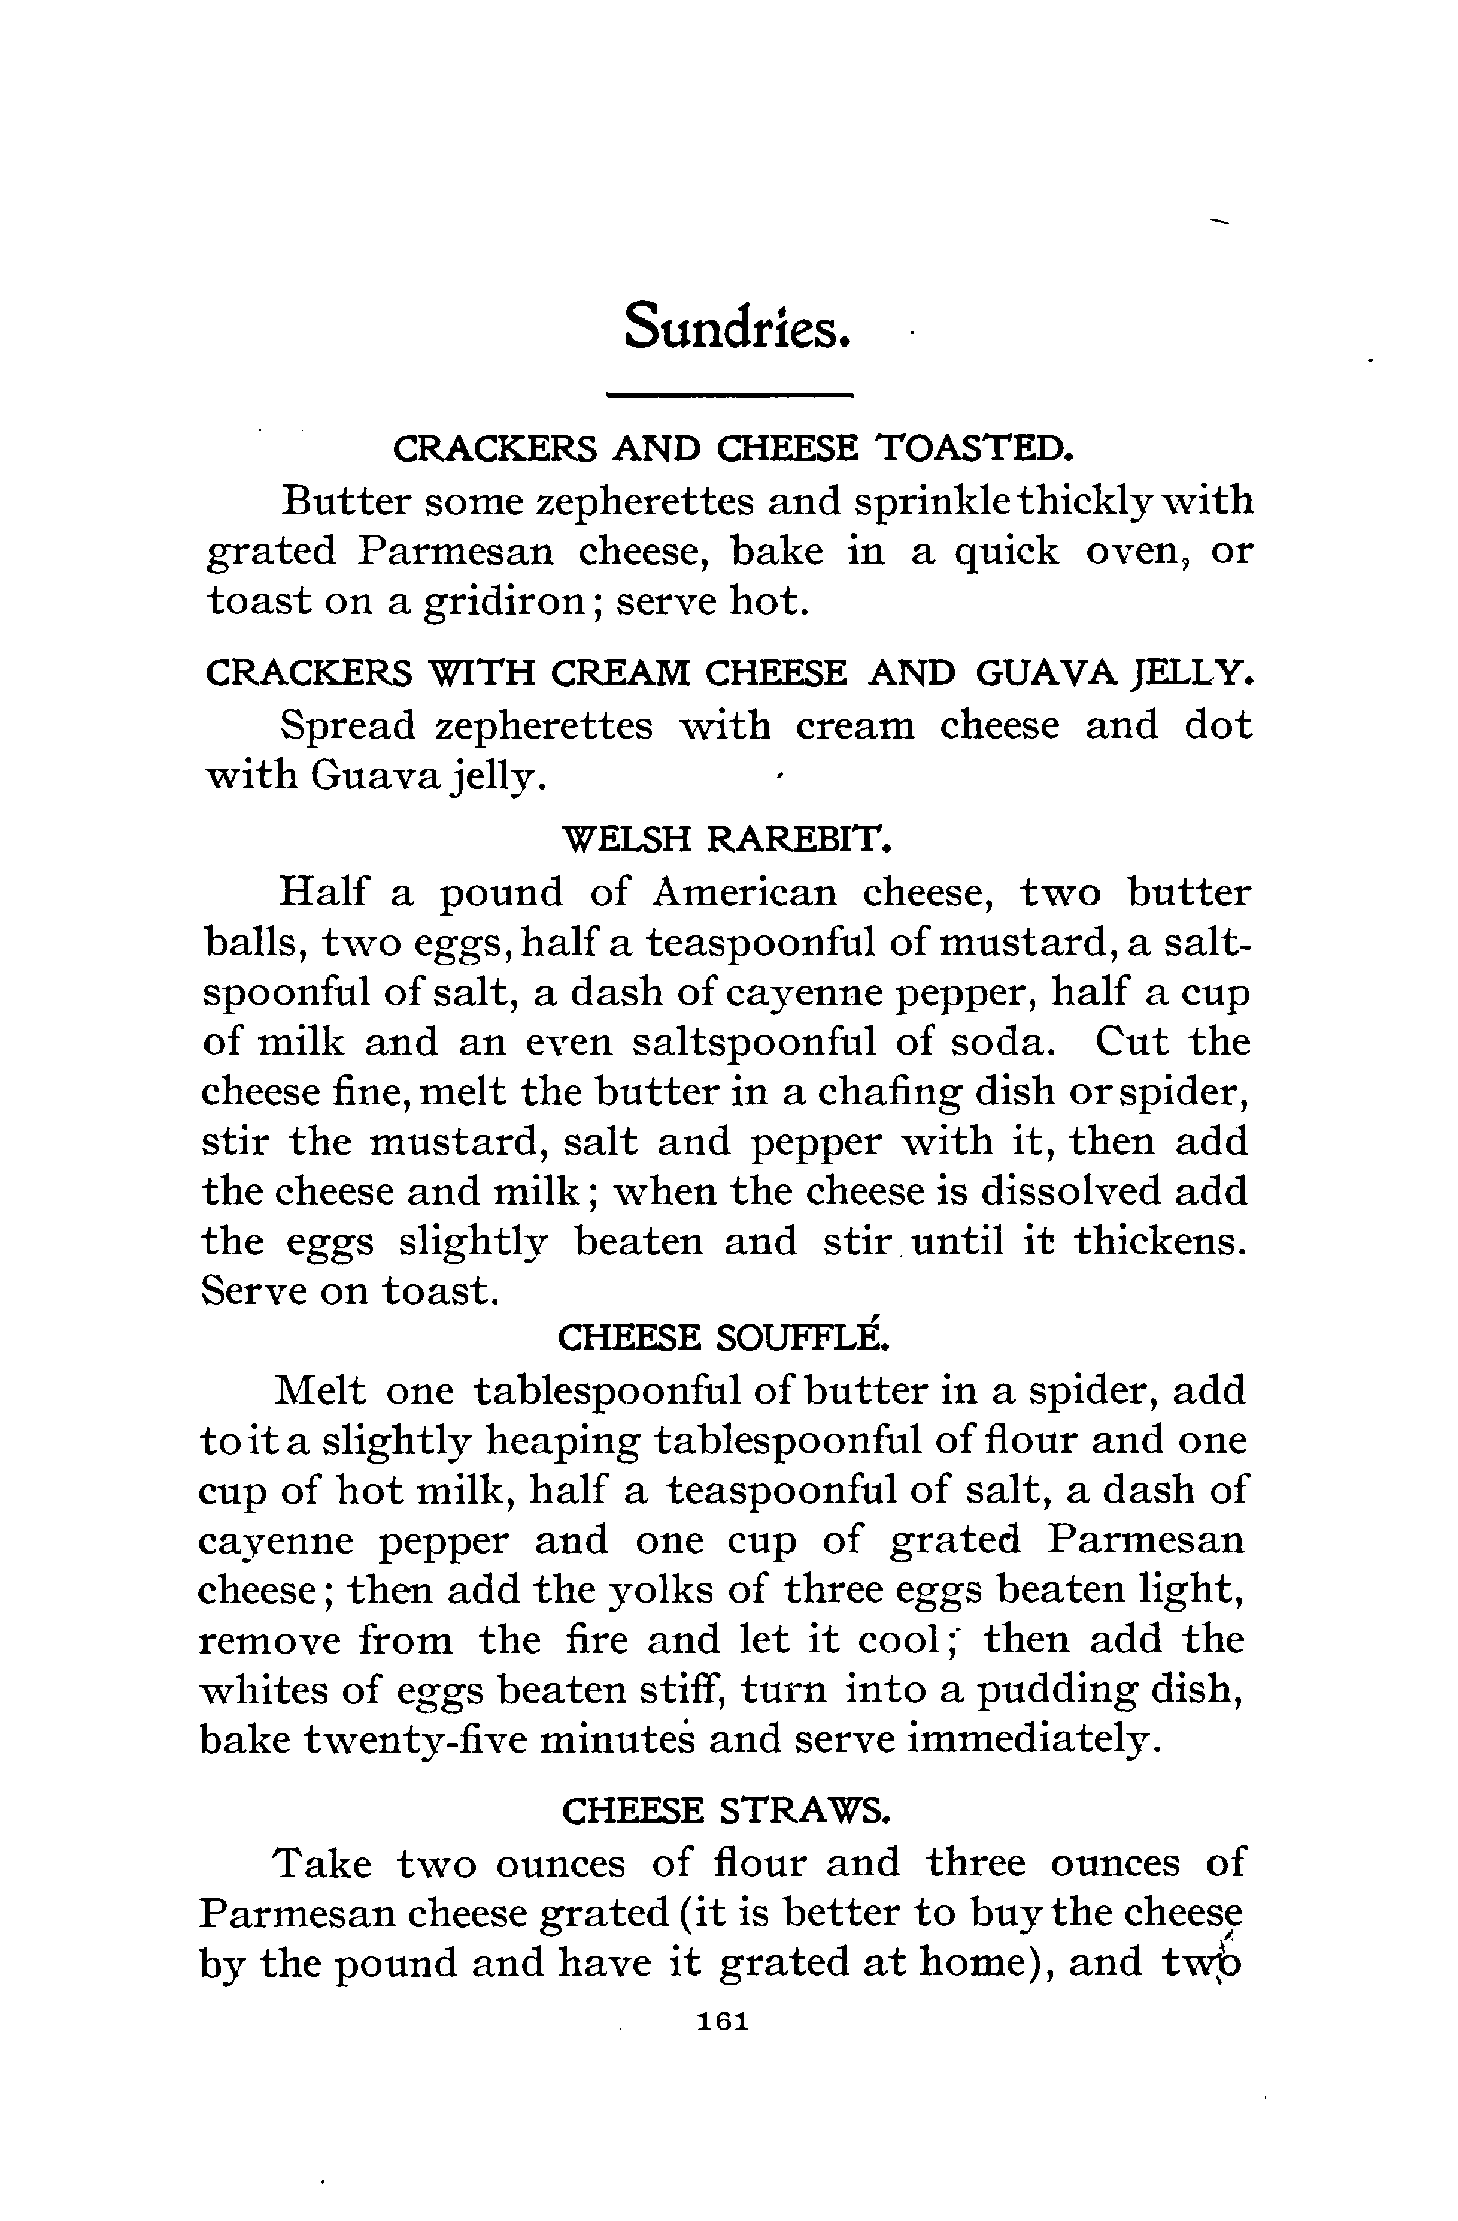 Sundries.
CRACKERS AND CHEESE TOASTED.
Butter some zepherettes and sprinkle thickly with
grated Parmesan cheese, bake in a quick oven, or
toast on a gridiron; serve hot.
CRACKERS WITH CREAM CHEESE AND GUAVA JELLY.
Spread zepherettes with cream cheese and dot
with Guava jelly.
WELSH RAREBIT.
Half a pound of American cheese, two butter
balls, two eggs, half a teaspoonful of mustard, a salt-
spoonful of salt, a dash of cayenne pepper, half a cup
of milk and an even saltspoonful of soda. Cut the
cheese fine, melt the butter in a chafing dish or spider,
stir the mustard, salt and pepper with it, then add
the cheese and milk; when the cheese is dissolved add
the eggs slightly beaten and stir until it thickens.
Serve on toast.
CHEESE SOUFFLÉ.
Melt one tablespoonful of butter in a spider, add
to it a slightly heaping tablespoonful of flour and one
cup of hot milk, half a teaspoonful of salt, a dash of
cayenne pepper and one cup of grated Parmesan
cheese; then add the yolks of three eggs beaten light,
remove from the fire and let it cool; then add the
whites of eggs beaten stiff, turn into a pudding dish,
bake twenty-five minutes and serve immediately.
CHEESE STRAWS.
Take two ounces of flour and three ounces of
Parmesan cheese grated (it is better to buy the cheese
by the pound and have it grated at home), and two
161